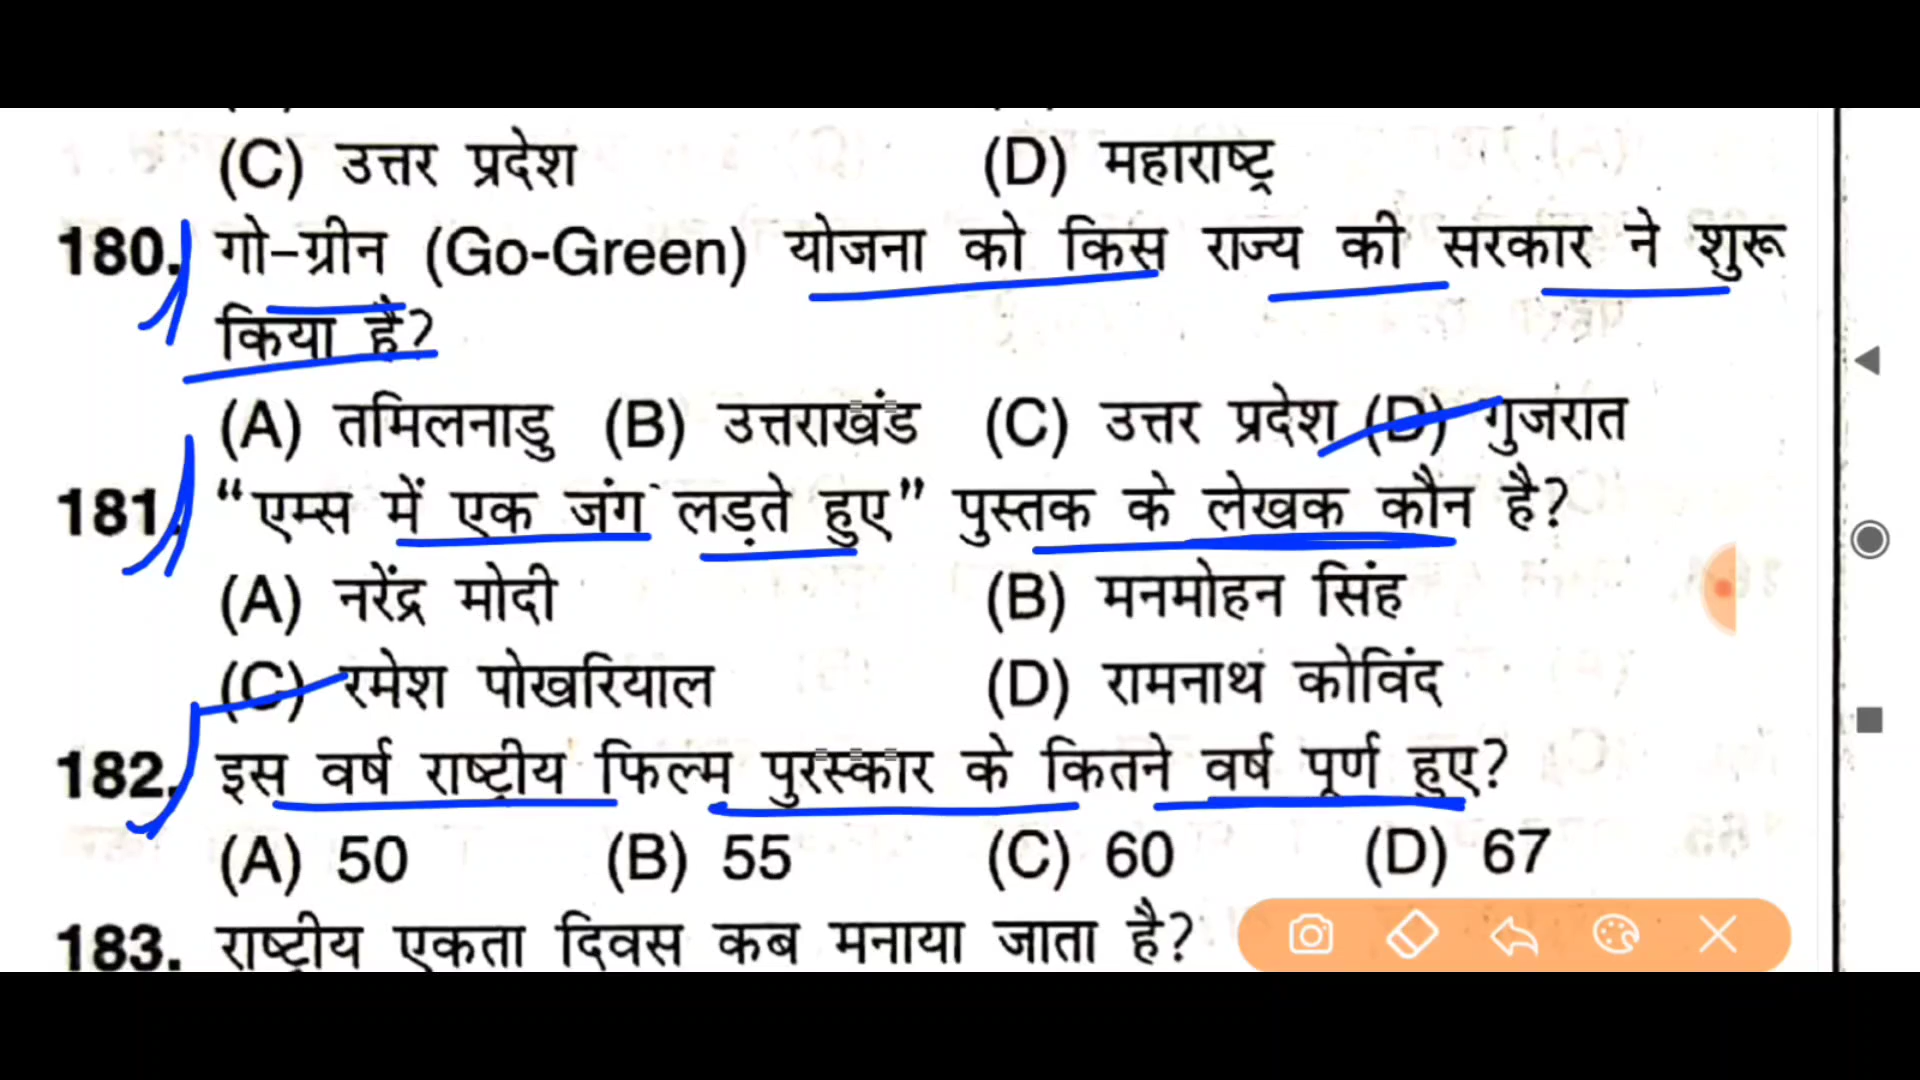 (C) उत्तर प्रदेश (D) महाराष्ट्र
180. गो-ग्रीन (Go-Green) योजना को किस राज्य की सरकार ने शुरू
किया है?
(A) तमिलनाडु (B) उत्तराखंड (C) उत्तर प्रदेश (D) गुजरात
181. “एम्स में एक जंग लड़ते हुए” पुस्तक के लेखक कौन है?
(A) नरेंद्र मोदी (B) मनमोहन सिंह
(C) रमेश पोखरियाल (D) रामनाथ कोविंद
182. इस वर्ष राष्ट्रीय फिल्म पुरस्कार के कितने वर्ष पूर्ण हुए?
(A) 50 (B) 55 (C) 60 (D) 67
183. राष्ट्रीय एकता दिवस कब मनाया जाता है?